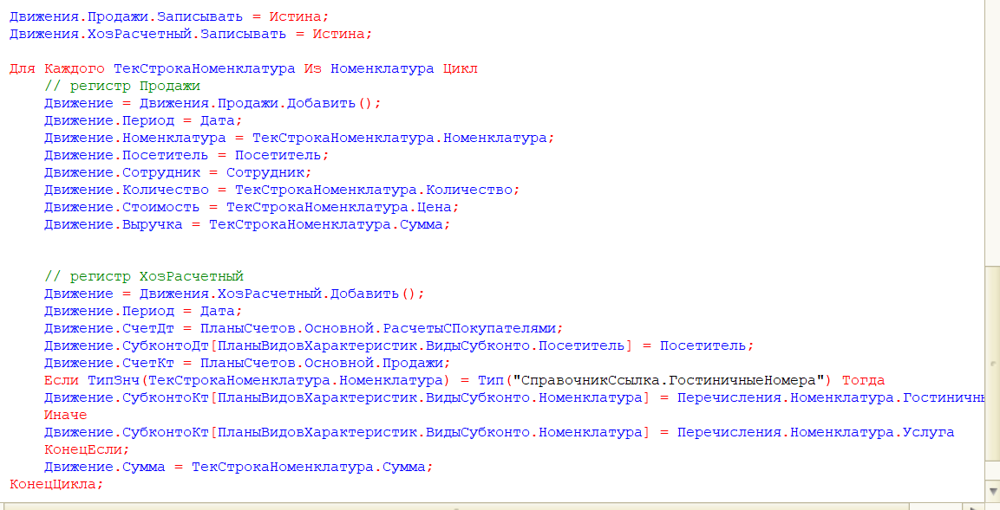 Движения.Продажи.Записывать = Истина;
Движения.ХозРасчетный.Записывать = Истина;
Для Каждого ТекСтрокаНоменклатура Из Номенклатура Цикл
// регистр Продажи
Движение = Движения.Продажи.Добавить();
Движение.Период = Дата;
Движение.Номенклатура = ТекСтрокаНоменклатура.Номенклатура;
Движение.Посетитель = Посетитель;
Движение.Сотрудник = Сотрудник;
Движение.Количество = ТекСтрокаНоменклатура.Количество;
Движение.Стоимость = ТекСтрокаНоменклатура.Цена;
Движение.Выручка = ТекСтрокаНоменклатура.Сумма;
// регистр ХозРасчетный
Движение = Движения.ХозРасчетный.Добавить();
Движение.Период = Дата;
Движение.СчетДт = ПланыСчетов.Основной.РасчетыСПокупателями;
Движение.СубконтоДт[ПланыВидовХарактеристик.ВидыСубконто.Посетитель] = Посетитель;
Движение.СчетКт = ПланыСчетов.Основной.Продажи;
Если ТипЗнч(ТекСтрокаНоменклатура.Номенклатура) = Тип("СправочникСсылка.ГостиничныеНомера") Тогда
Движение.СубконтоКт[ПланыВидовХарактеристик.ВидыСубконто.Номенклатура] = Перечисления.Номенклатура.Гостиничн
Иначе
Движение.СубконтоКт[ПланыВидовХарактеристик.ВидыСубконто.Номенклатура] = Перечисления.Номенклатура.Услуга
КонецЕсли;
Движение.Сумма = ТекСтрокаНоменклатура.Сумма;
КонецЦикла;